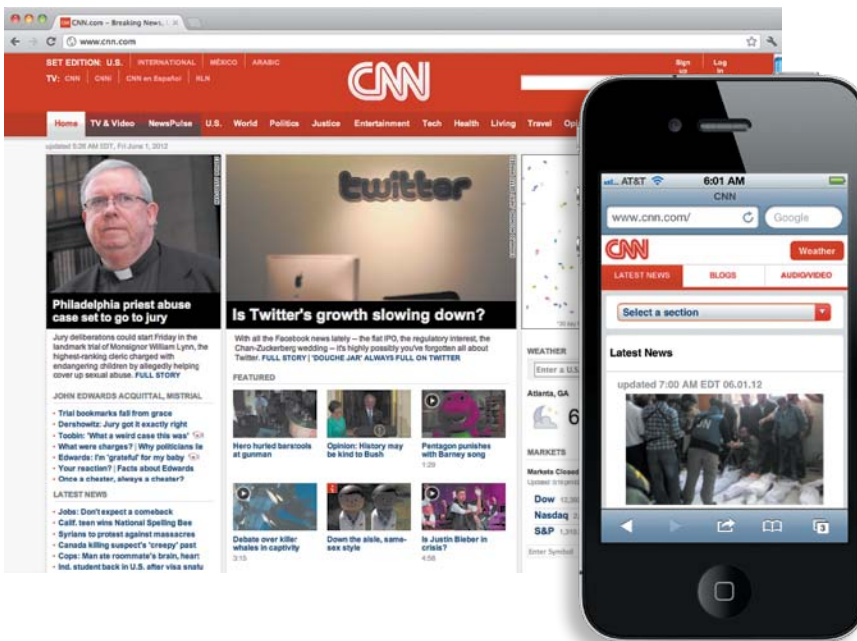 CNN.com – Breaking News,
www.cnn.com
SET EDITION: U.S. INTERNATIONAL MÉXICO ARABIC
TV: CNN CNNi CNN en Español HLN
CNN
Sign up
Log in
Home TV & Video NewsPulse U.S. World Politics Justice Entertainment Tech Health Living Travel
updated 5:26 AM EDT, Fri June 1, 2012
Philadelphia priest abuse
case set to go to jury
Jury deliberations could start Friday in the
landmark trial of Monsignor William Lynn, the
highest-ranking cleric charged with
endangering children by allegedly helping
cover up sexual abuse. FULL STORY
JOHN EDWARDS ACQUITTAL, MISTRIAL
Trial bookmarks fall from grace
Dershowitz: Jury got it exactly right
Toobin: 'What a weird case this was'
What were charges? | Why politicians lie
Edwards: I'm 'grateful' for my baby
Your reaction? | Facts about Edwards
Once a cheater, always a cheater?
LATEST NEWS
Jobs: Don't expect a comeback
Calif. teen wins National Spelling Bee
Syrians to protest against massacres
Canada killing suspect's 'creepy' past
Cops: Man ate roommate's brain, heart
Ind. student back in U.S. after visa snafu
twitter
Is Twitter's growth slowing down?
With all the Facebook news lately – the flat IPO, the regulatory interest, the
Chan-Zuckerberg wedding – it's highly possibly you've forgotten all about
Twitter. FULL STORY | 'DOUCHE JAR' ALWAYS FULL ON TWITTER
FEATURED
Hero hurled barstools
at gunman
Opinion: History may
be kind to Bush
Pentagon punishes
with Barney song
1:29
Debate over killer
whales in captivity
3:15
Down the aisle, same-
sex style
Is Justin Bieber in
crisis?
4:58
WEATHER
Enter a U.S.
Atlanta, GA
6
MARKETS
Markets Closed
Dow
Nasdaq
S&P
Enter Symbol
AT&T 6:01 AM
CNN
www.cnn.com/ Google
CNN Weather
LATEST NEWS BLOGS AUDIO/VIDEO
Select a section
Latest News
updated 7:00 AM EDT 06.01.12
3